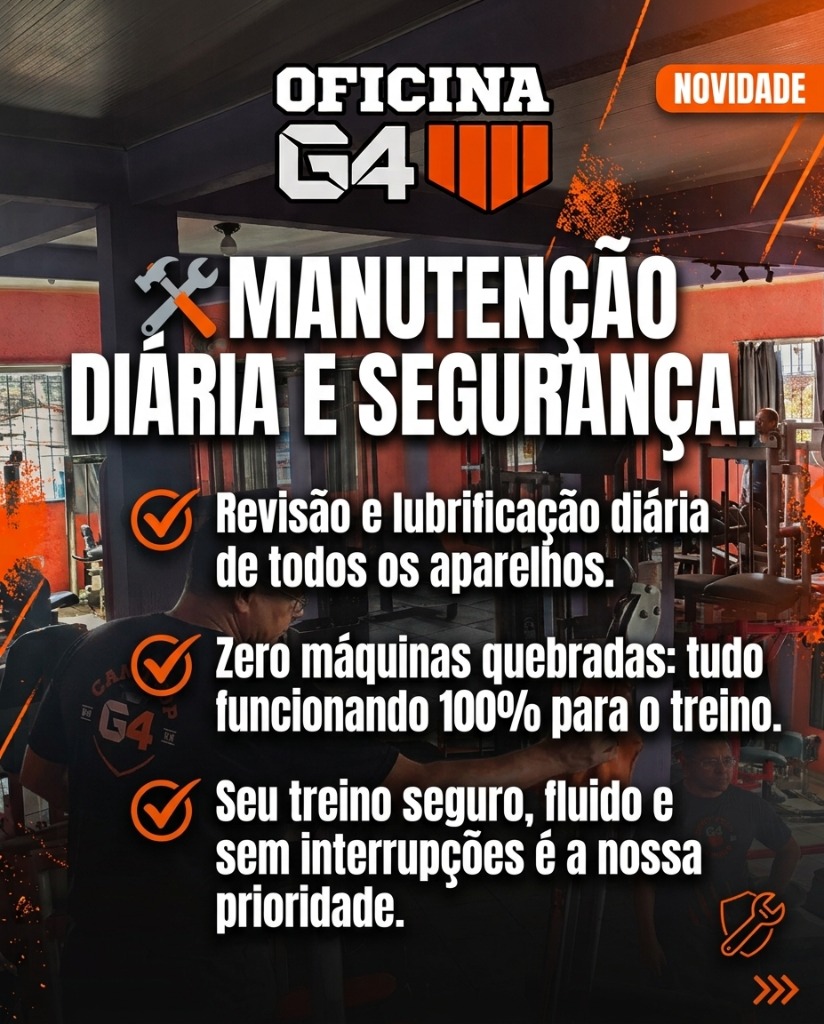 OFICINA
G4
NOVIDADE
MANUTENÇÃO
DIÁRIA E SEGURANÇA.
Revisão e lubrificação diária
de todos os aparelhos.
Zero máquinas quebradas: tudo
funcionando 100% para o treino.
Seu treino seguro, fluido e
sem interrupções é a nossa
prioridade.
G4